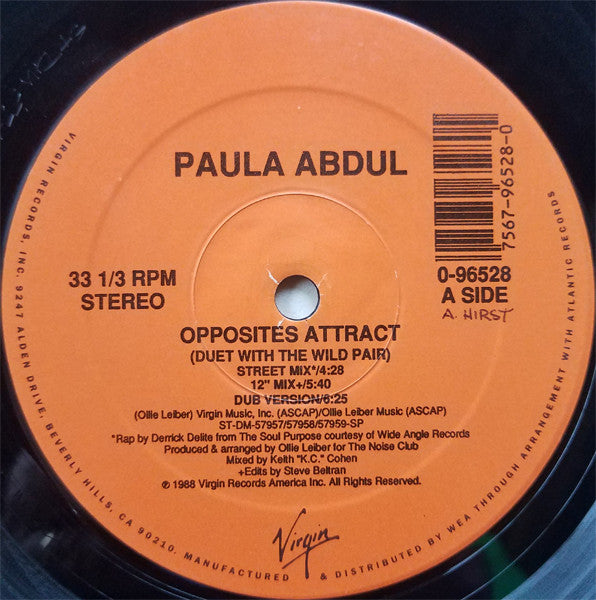 PAULA ABDUL
7567-96528-0
33 1/3 RPM
STEREO
0-96528
A SIDE
A. HIRST
OPPOSITES ATTRACT
(DUET WITH THE WILD PAIR)
STREET MIX*/4:28
12" MIX+/5:40
DUB VERSION/6:25
(Ollie Leiber) Virgin Music, Inc. (ASCAP)/Ollie Leiber Music (ASCAP)
ST-DM-57957/57958/57959-SP
*Rap by Derrick Delite from The Soul Purpose courtesy of Wide Angle Records
Produced & arranged by Ollie Leiber for The Noise Club
Mixed by Keith "K.C." Cohen
+Edits by Steve Beltran
℗ 1988 Virgin Records America Inc. All Rights Reserved.
Virgin
VIRGIN RECORDS, INC. 9247 ALDEN DRIVE, BEVERLY HILLS, CA 90210. MANUFACTURED & DISTRIBUTED BY WEA THROUGH ARRANGEMENT WITH ATLANTIC RECORDS